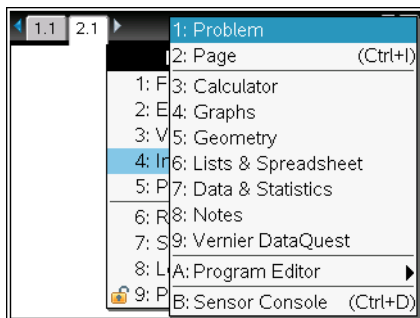 1.1 2.1
1: Problem
2: Page (Ctrl+I)
3: Calculator
4: Graphs
5: Geometry
6: Lists & Spreadsheet
7: Data & Statistics
8: Notes
9: Vernier DataQuest
A: Program Editor
B: Sensor Console (Ctrl+D)
1: F
2: E
3: V
4: In
5: P
6: R
7: S
8: L
9: P